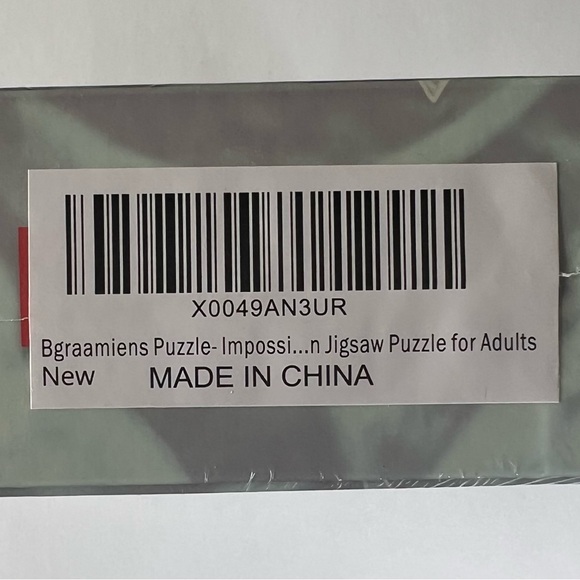 X0049AN3UR
Bgraamiens Puzzle- Impossi...n Jigsaw Puzzle for Adults
New MADE IN CHINA